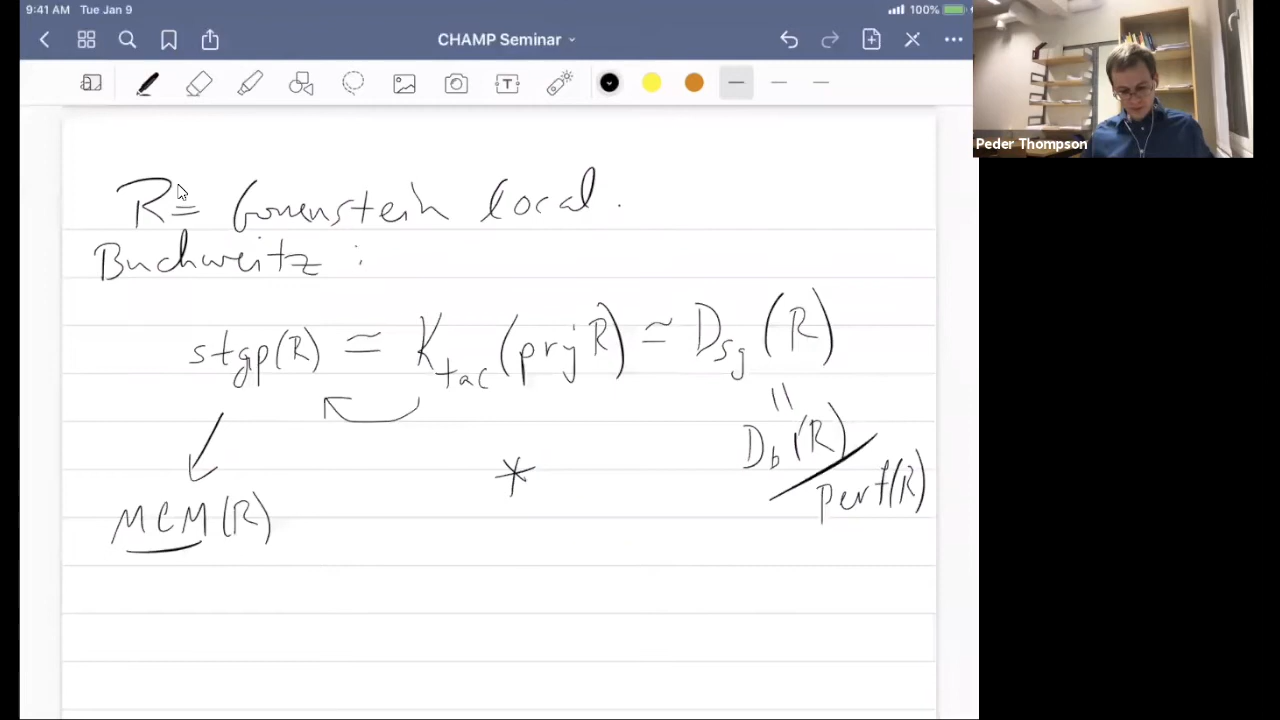 9:41 AM Tue Jan 9
100%
CHAMP Seminar
Peder Thompson
R = Gorenstein local.
Buchweitz :
stgp(R) ≃ K_tac(prj R) ≃ D_sg(R)
||
D_b(R) / perf(R)
MCM(R)
*